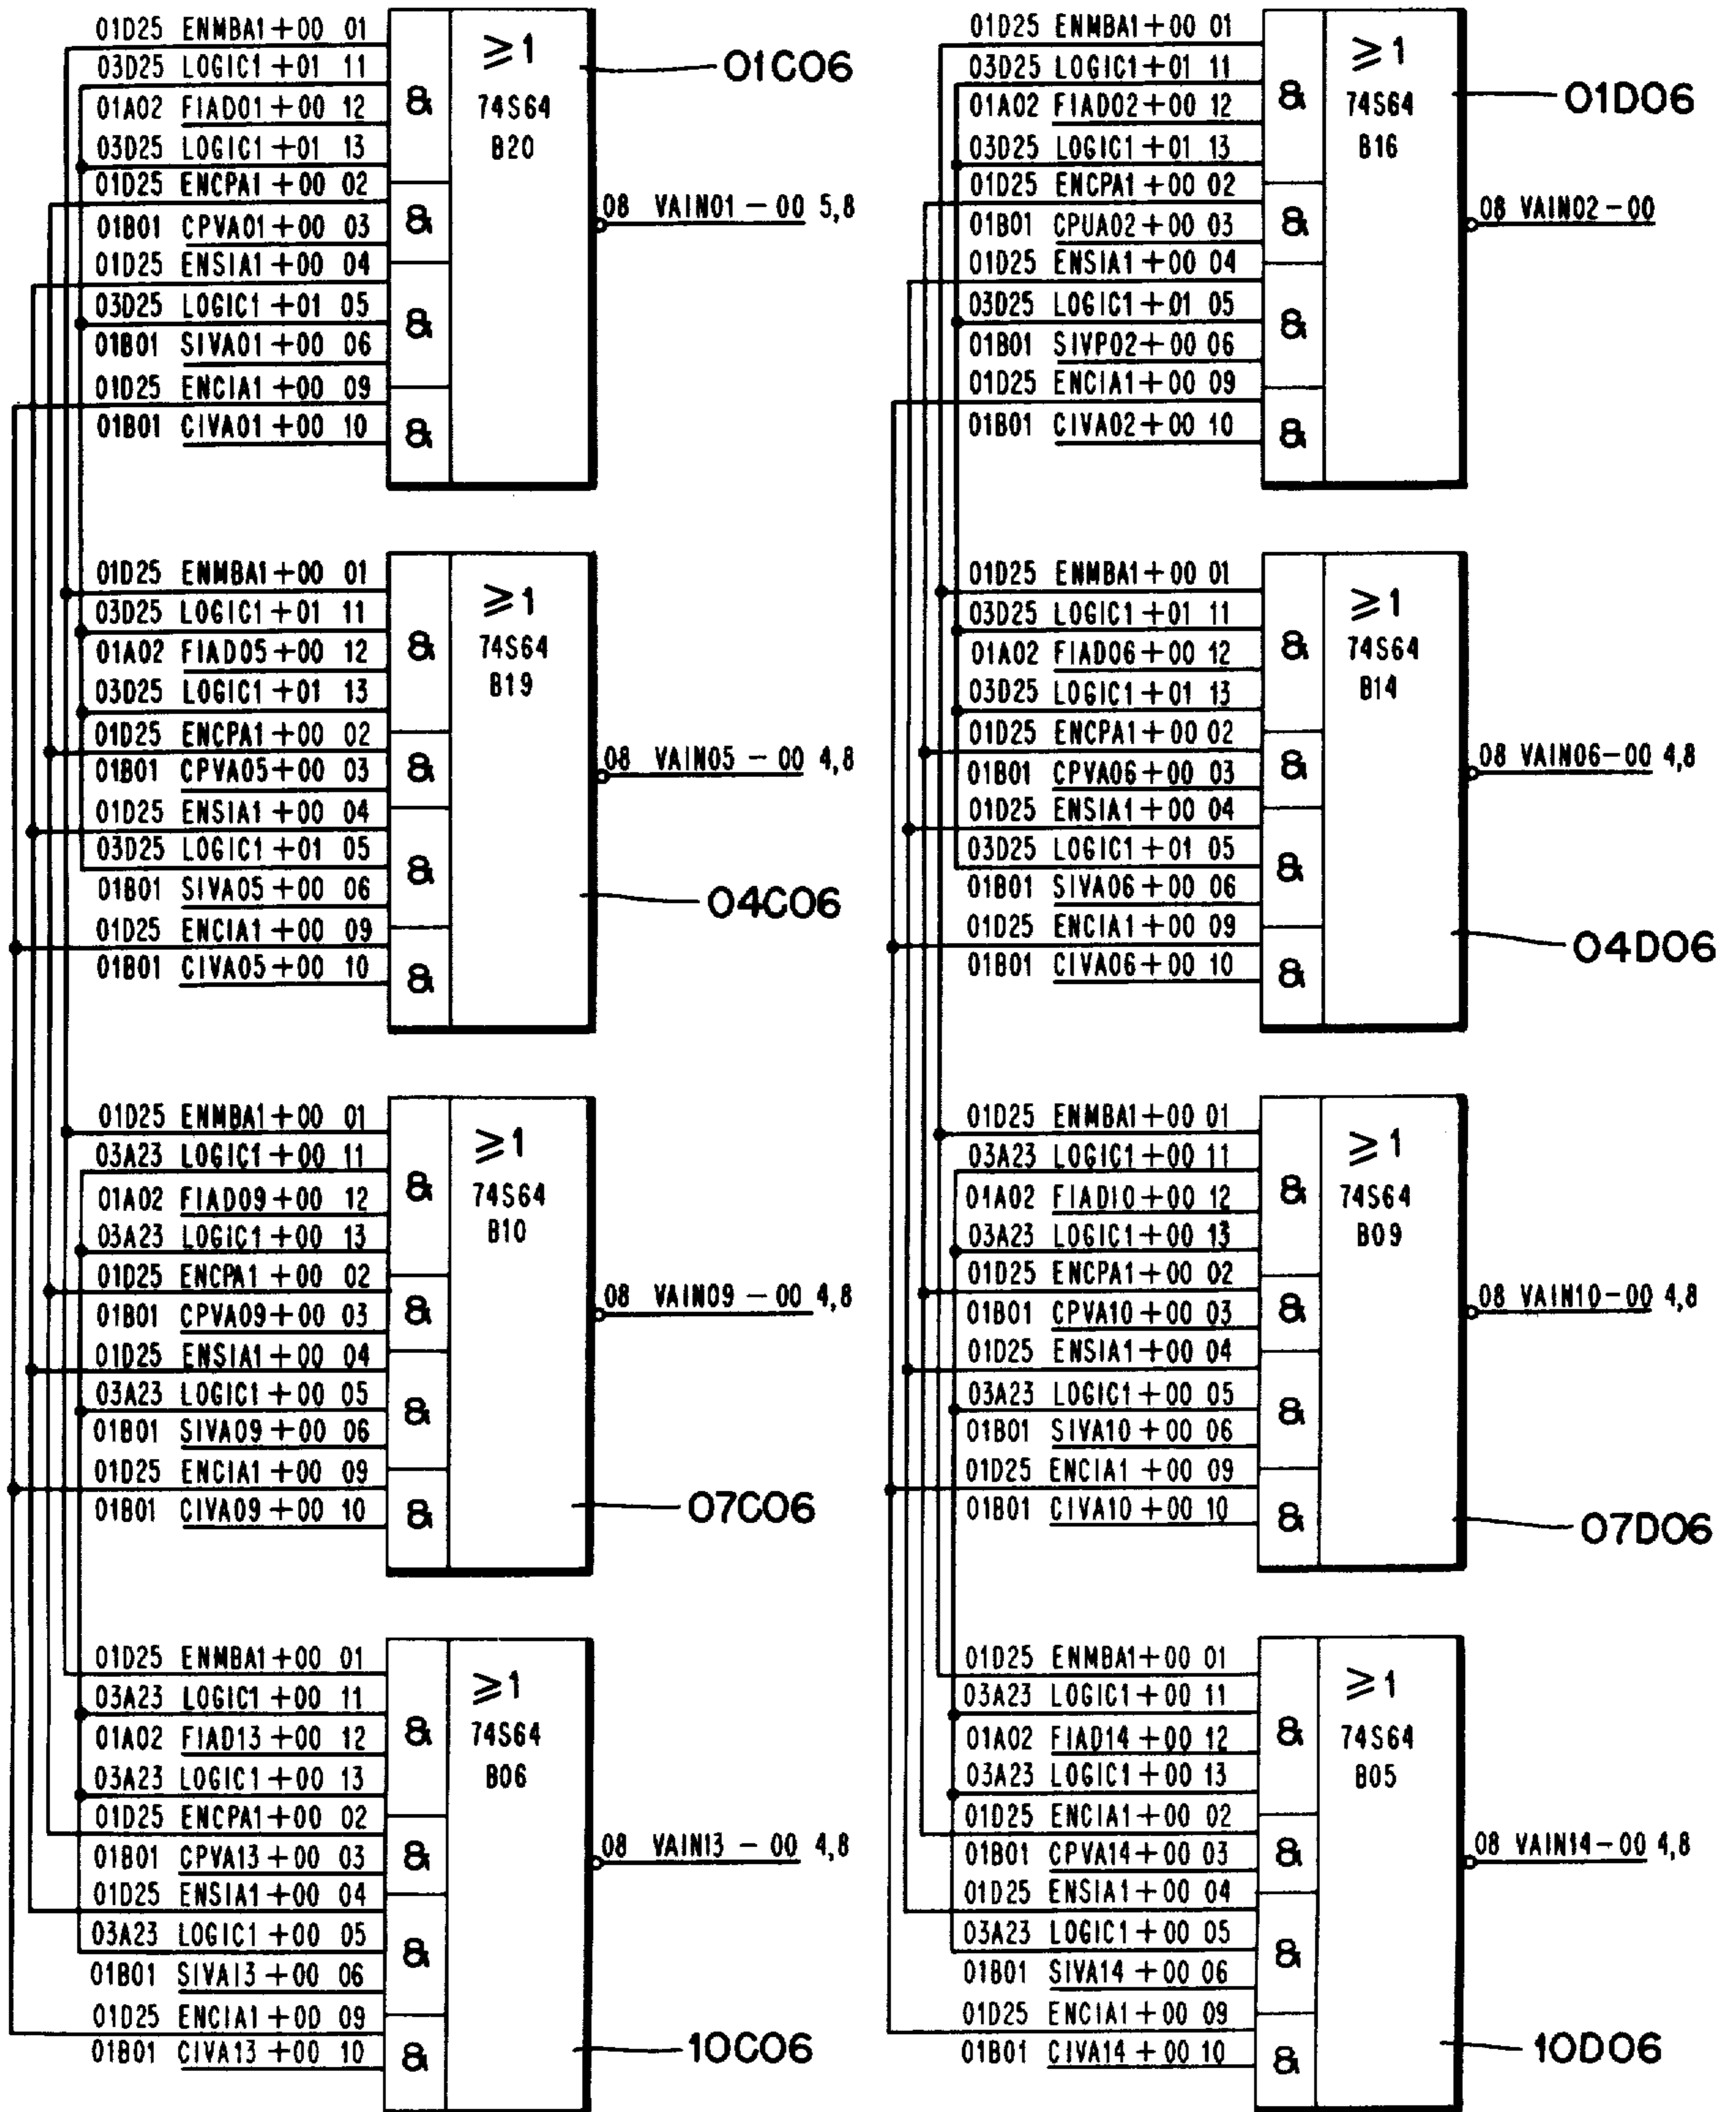 01D25 ENMBA1+00 01
03D25 LOGIC1+01 11
01A02 FIAD01+00 12
03D25 LOGIC1+01 13
01D25 ENCPA1+00 02
01B01 CPVA01+00 03
01D25 ENSIA1+00 04
03D25 LOGIC1+01 05
01B01 SIVA01+00 06
01D25 ENCIA1+00 09
01B01 CIVA01+00 10
&
&
&
&
≥1
74S64
B20
01C06
08 VAIN01-00 5,8
01D25 ENMBA1+00 01
03D25 LOGIC1+01 11
01A02 FIAD02+00 12
03D25 LOGIC1+01 13
01D25 ENCPA1+00 02
01B01 CPUA02+00 03
01D25 ENSIA1+00 04
03D25 LOGIC1+01 05
01B01 SIVP02+00 06
01D25 ENCIA1+00 09
01B01 CIVA02+00 10
&
&
&
&
≥1
74S64
B16
01D06
08 VAIN02-00
01D25 ENMBA1+00 01
03D25 LOGIC1+01 11
01A02 FIAD05+00 12
03D25 LOGIC1+01 13
01D25 ENCPA1+00 02
01B01 CPVA05+00 03
01D25 ENSIA1+00 04
03D25 LOGIC1+01 05
01B01 SIVA05+00 06
01D25 ENCIA1+00 09
01B01 CIVA05+00 10
&
&
&
&
≥1
74S64
B19
08 VAIN05-00 4,8
04C06
01D25 ENMBA1+00 01
03D25 LOGIC1+01 11
01A02 FIAD06+00 12
03D25 LOGIC1+01 13
01D25 ENCPA1+00 02
01B01 CPVA06+00 03
01D25 ENSIA1+00 04
03D25 LOGIC1+01 05
01B01 SIVA06+00 06
01D25 ENCIA1+00 09
01B01 CIVA06+00 10
&
&
&
&
≥1
74S64
B14
08 VAIN06-00 4,8
04D06
01D25 ENMBA1+00 01
03A23 LOGIC1+00 11
01A02 FIAD09+00 12
03A23 LOGIC1+00 13
01D25 ENCPA1+00 02
01B01 CPVA09+00 03
01D25 ENSIA1+00 04
03A23 LOGIC1+00 05
01B01 SIVA09+00 06
01D25 ENCIA1+00 09
01B01 CIVA09+00 10
&
&
&
&
≥1
74S64
B10
08 VAIN09-00 4,8
07C06
01D25 ENMBA1+00 01
03A23 LOGIC1+00 11
01A02 FIAD10+00 12
03A23 LOGIC1+00 13
01D25 ENCPA1+00 02
01B01 CPVA10+00 03
01D25 ENSIA1+00 04
03A23 LOGIC1+00 05
01B01 SIVA10+00 06
01D25 ENCIA1+00 09
01B01 CIVA10+00 10
&
&
&
&
≥1
74S64
B09
08 VAIN10-00 4,8
07D06
01D25 ENMBA1+00 01
03A23 LOGIC1+00 11
01A02 FIAD13+00 12
03A23 LOGIC1+00 13
01D25 ENCPA1+00 02
01B01 CPVA13+00 03
01D25 ENSIA1+00 04
03A23 LOGIC1+00 05
01B01 SIVA13+00 06
01D25 ENCIA1+00 09
01B01 CIVA13+00 10
&
&
&
&
≥1
74S64
B06
08 VAIN13-00 4,8
10C06
01D25 ENMBA1+00 01
03A23 LOGIC1+00 11
01A02 FIAD14+00 12
03A23 LOGIC1+00 13
01D25 ENCIA1+00 02
01B01 CPVA14+00 03
01D25 ENSIA1+00 04
03A23 LOGIC1+00 05
01B01 SIVA14+00 06
01D25 ENCIA1+00 09
01B01 CIVA14+00 10
&
&
&
&
≥1
74S64
B05
08 VAIN14-00 4,8
10D06